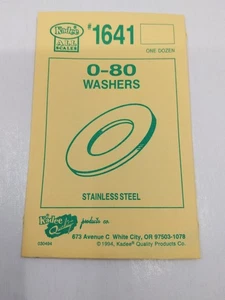 Kadee
ALL
SCALES
#1641
ONE DOZEN
0-80
WASHERS
STAINLESS STEEL
Kadee
Quality products co.
673 Avenue C White City, OR 97503-1078
© 1994, Kadee® Quality Products Co.